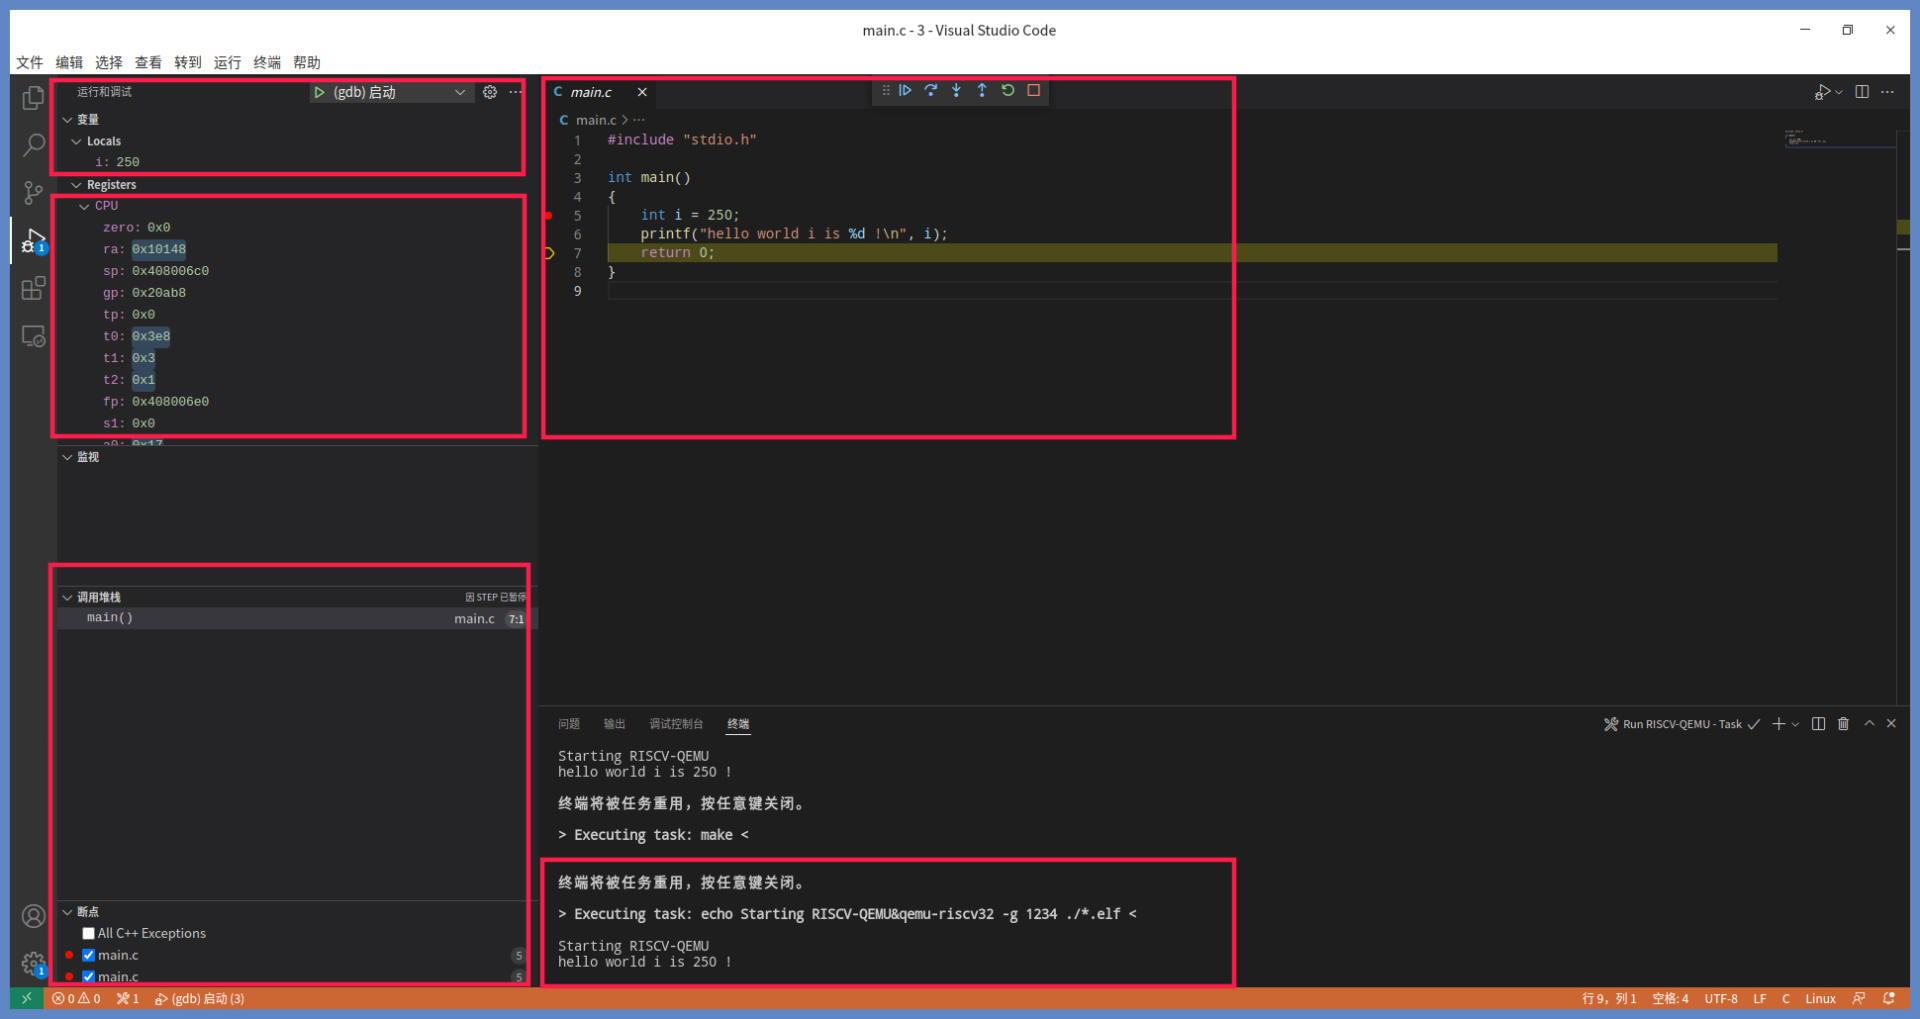 main.c - 3 - Visual Studio Code
文件 编辑 选择 查看 转到 运行 终端 帮助
运行和调试 (gdb) 启动
变量
Locals
i: 250
Registers
CPU
zero: 0x0
ra: 0x10148
sp: 0x408006c0
gp: 0x20ab8
tp: 0x0
t0: 0x3e8
t1: 0x3
t2: 0x1
fp: 0x408006e0
s1: 0x0
a0: 0x17
监视
调用堆栈 因 STEP 已暂停
main() main.c 7:1
断点
All C++ Exceptions
main.c 5
main.c 5
C main.c
C main.c > ...
1 #include "stdio.h"
2
3 int main()
4 {
5 int i = 250;
6 printf("hello world i is %d !\n", i);
7 return 0;
8 }
9
问题 输出 调试控制台 终端 Run RISCV-QEMU - Task
Starting RISCV-QEMU
hello world i is 250 !
终端将被任务重用，按任意键关闭。
> Executing task: make <
终端将被任务重用，按任意键关闭。
> Executing task: echo Starting RISCV-QEMU&qemu-riscv32 -g 1234 ./*.elf <
Starting RISCV-QEMU
hello world i is 250 !
1
1
0 0 1 (gdb) 启动 (3) 行 9，列 1 空格: 4 UTF-8 LF C Linux